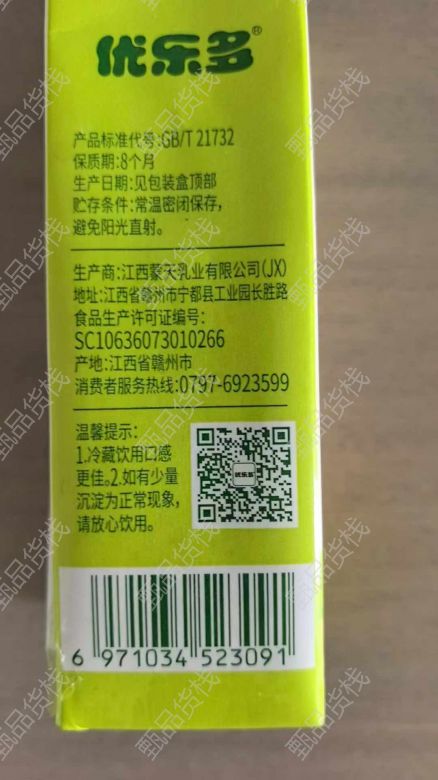 优乐多®
产品标准代号:GB/T 21732
保质期:8个月
生产日期:见包装盒顶部
贮存条件:常温密闭保存,
避免阳光直射。
生产商:江西蒙天乳业有限公司(JX)
地址:江西省赣州市宁都县工业园长胜路
食品生产许可证编号:
SC10636073010266
产地:江西省赣州市
消费者服务热线:0797-6923599
温馨提示:
1.冷藏饮用口感
更佳。2.如有少量
沉淀为正常现象,
请放心饮用。
优乐多
6 971034 523091
甄品货栈